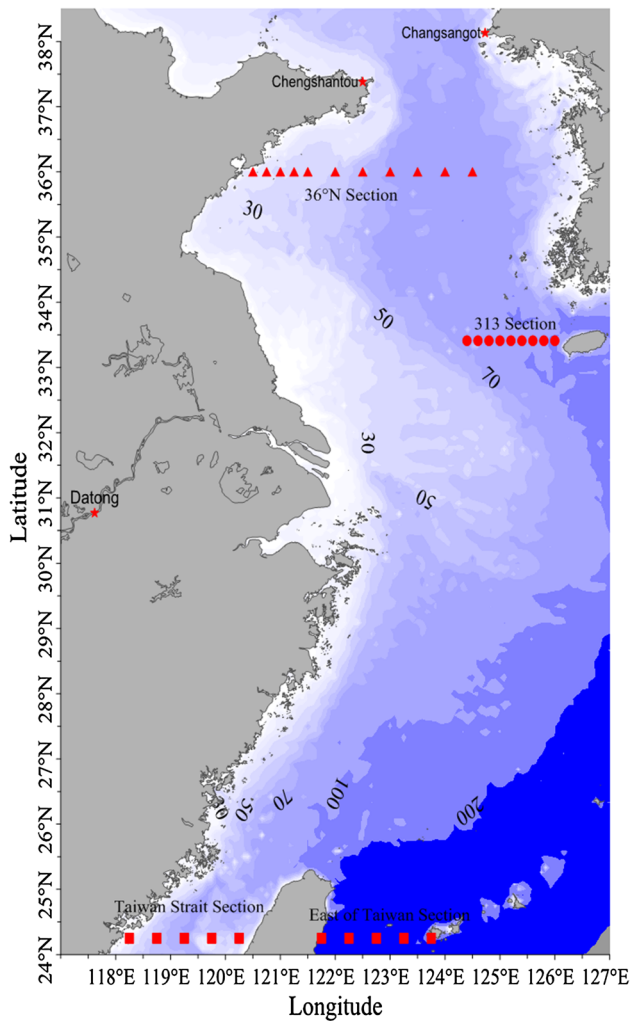 38°N
Changsangot
Chengshantou
37°N
36°N
36°N Section
30
35°N
34°N
50
313 Section
33°N
70
32°N
30
Datong
50
31°N
30°N
29°N
28°N
27°N
30
50
70
100
200
26°N
25°N
Taiwan Strait Section
East of Taiwan Section
24°N
118°E
119°E
120°E
121°E
122°E
123°E
124°E
125°E
126°E
127°E
Latitude
Longitude